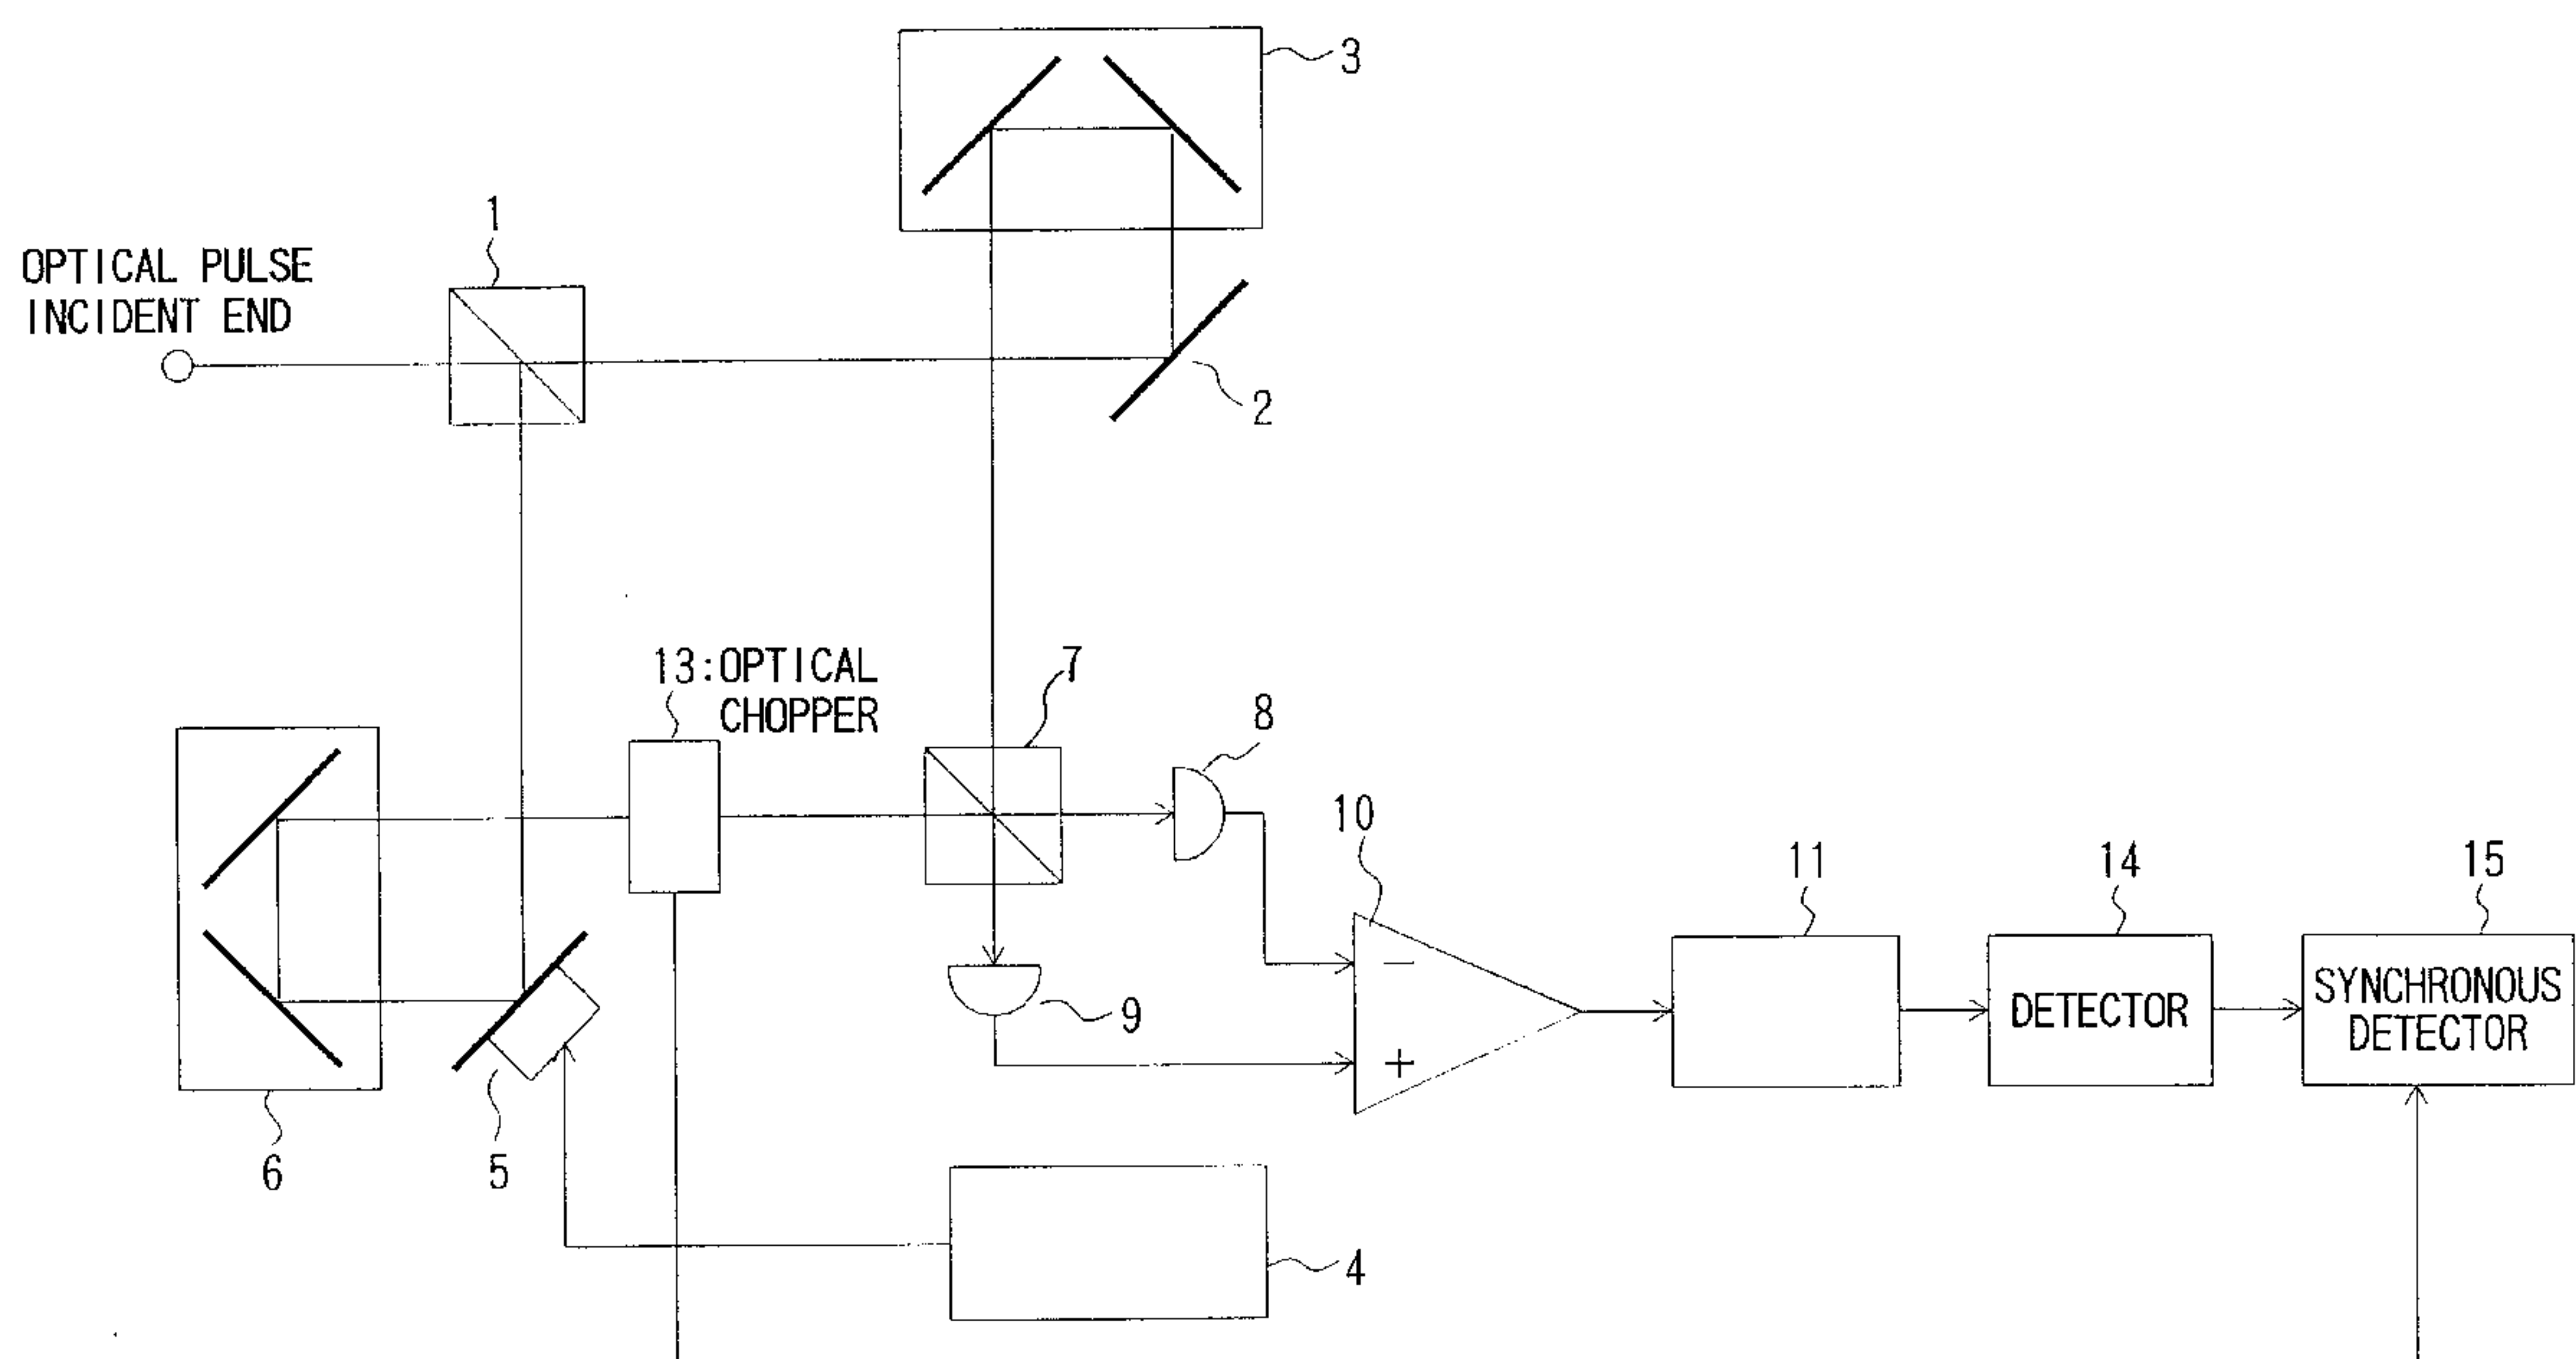 3
1
OPTICAL PULSE
INCIDENT END
2
13:OPTICAL
CHOPPER
7
8
10
11
14
15
9
−
+
DETECTOR
SYNCHRONOUS
DETECTOR
6
5
4